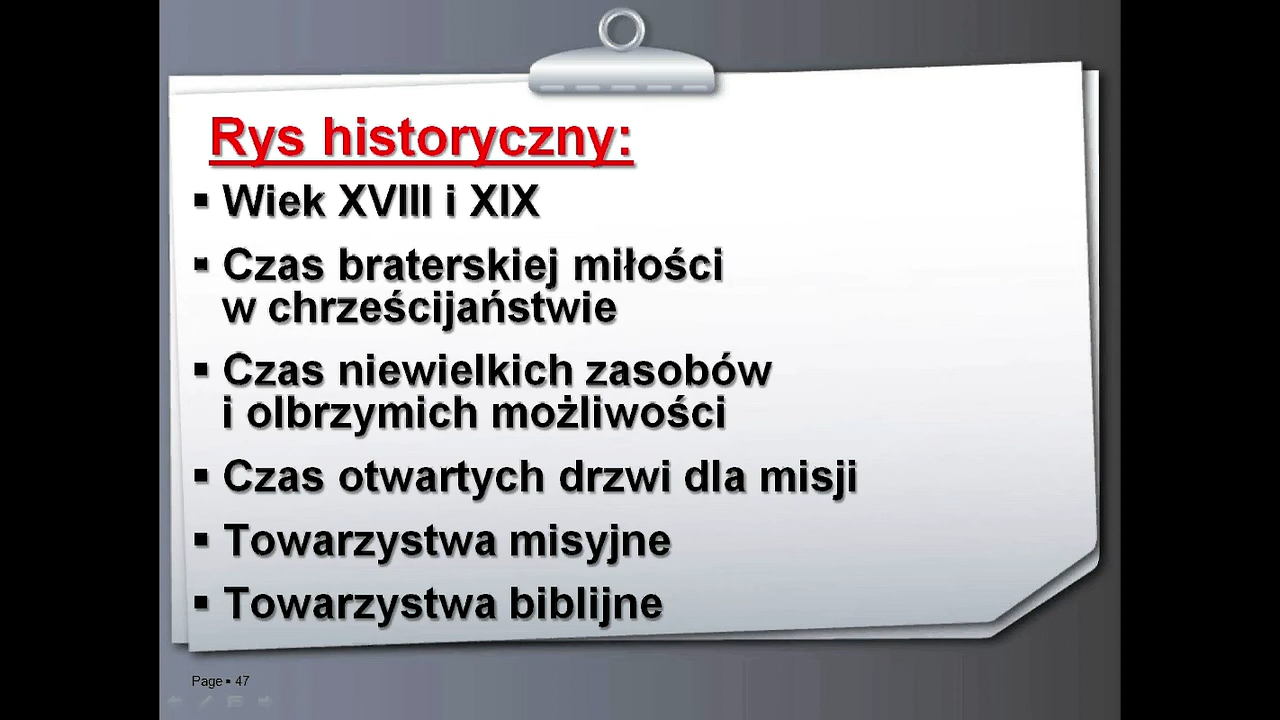 Rys historyczny:
▪ Wiek XVIII i XIX
▪ Czas braterskiej miłości
w chrześcijaństwie
▪ Czas niewielkich zasobów
i olbrzymich możliwości
▪ Czas otwartych drzwi dla misji
▪ Towarzystwa misyjne
▪ Towarzystwa biblijne
Page ▪ 47